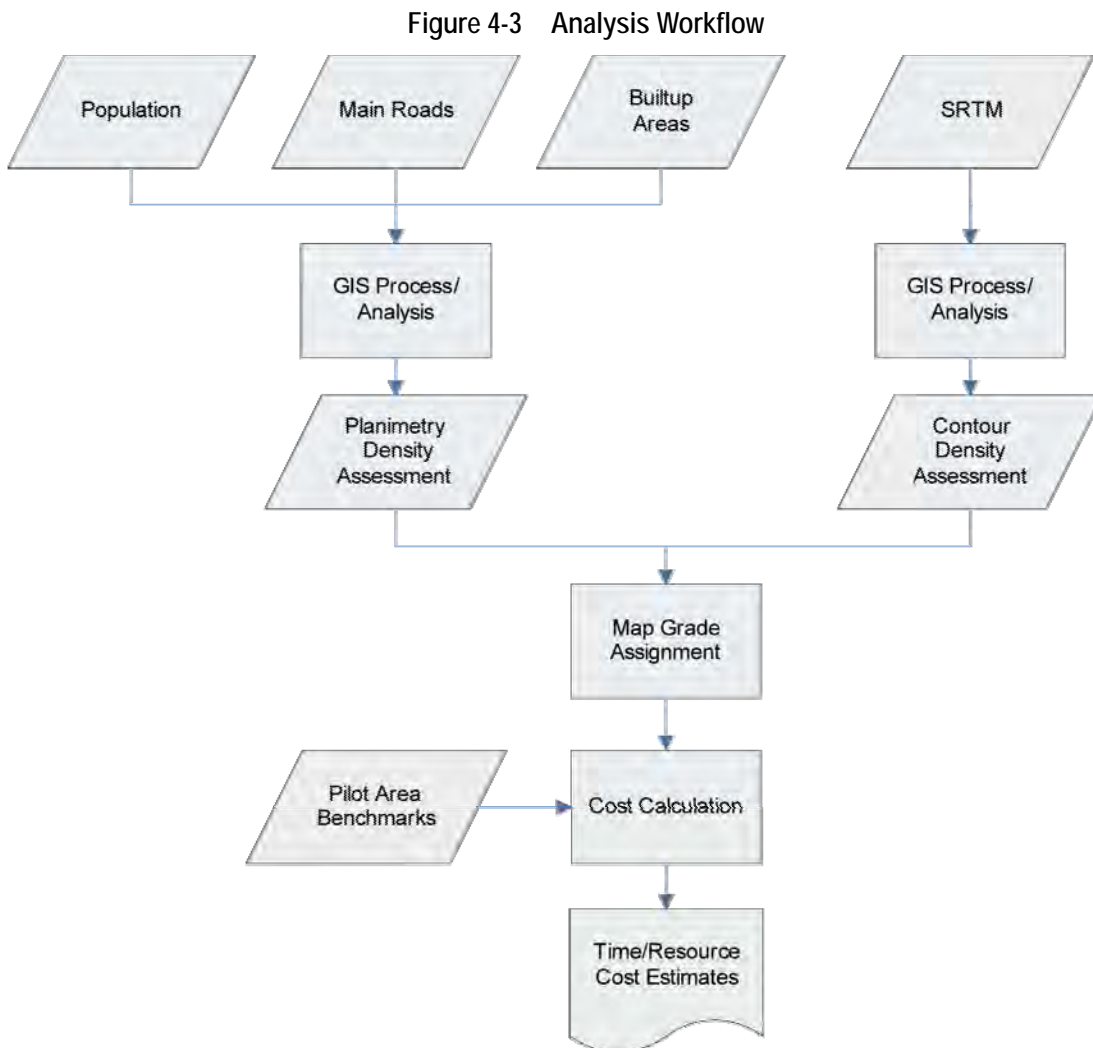 Figure 4-3 Analysis Workflow
Population
Main Roads
Builtup
Areas
SRTM
GIS Process/
Analysis
GIS Process/
Analysis
Planimetry
Density
Assessment
Contour
Density
Assessment
Map Grade
Assignment
Pilot Area
Benchmarks
Cost Calculation
Time/Resource
Cost Estimates